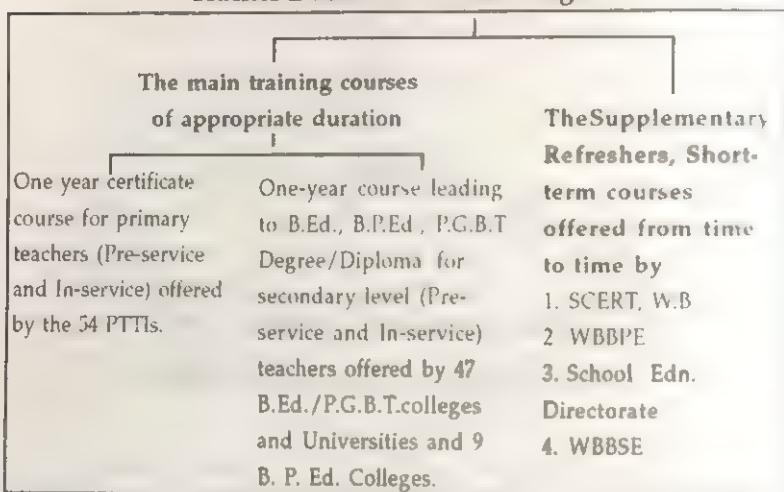 The main training courses
of appropriate duration
One year certificate
course for primary
teachers (Pre-service
and In-service) offered
by the 54 PTTIs.
One-year course leading
to B.Ed., B.P.Ed , P.G.B.T
Degree/Diploma for
secondary level (Pre-
service and In-service)
teachers offered by 47
B.Ed./P.G.B.T.colleges
and Universities and 9
B. P. Ed. Colleges.
TheSupplementary
Refreshers, Short-
term courses
offered from time
to time by
1. SCERT, W.B
2 WBBPE
3. School Edn.
Directorate
4. WBBSE